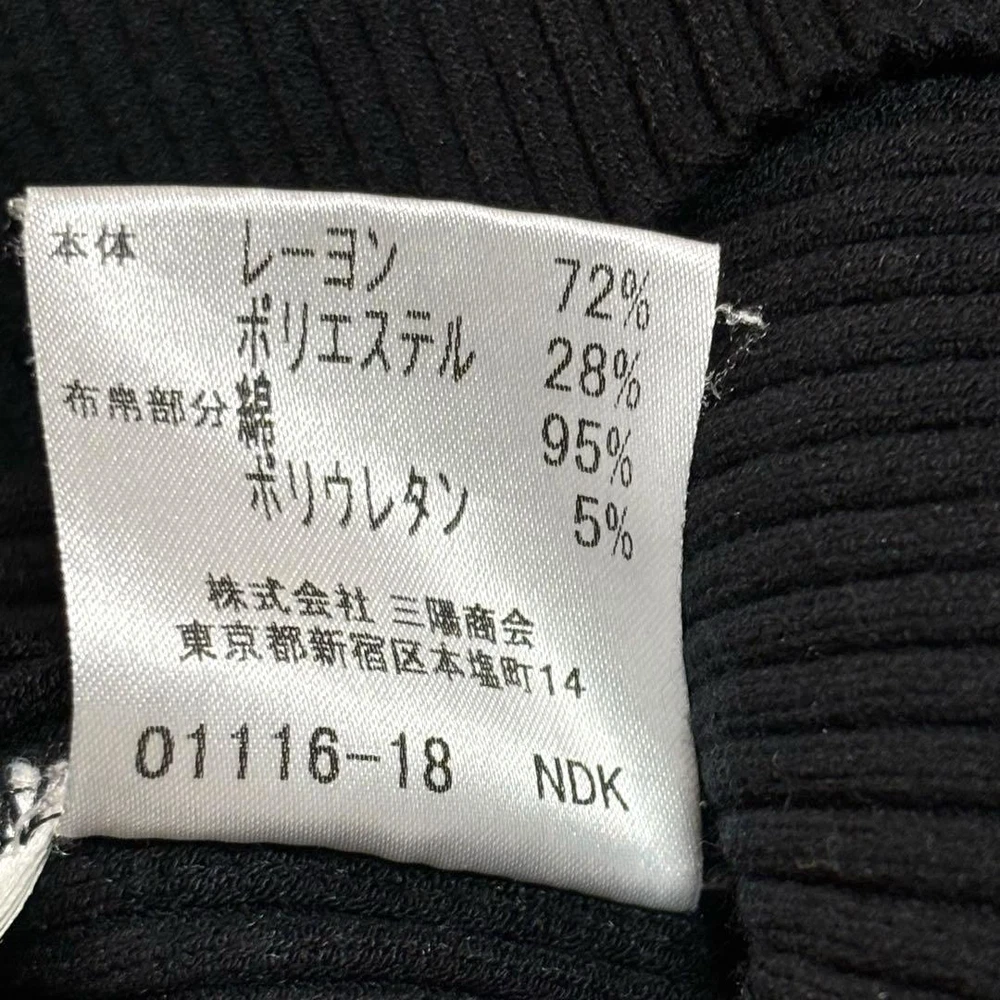 本体 レーヨン 72%
ポリエステル 28%
布帛部分 綿 95%
ポリウレタン 5%
株式会社 三陽商会
東京都新宿区本塩町14
01116-18 NDK